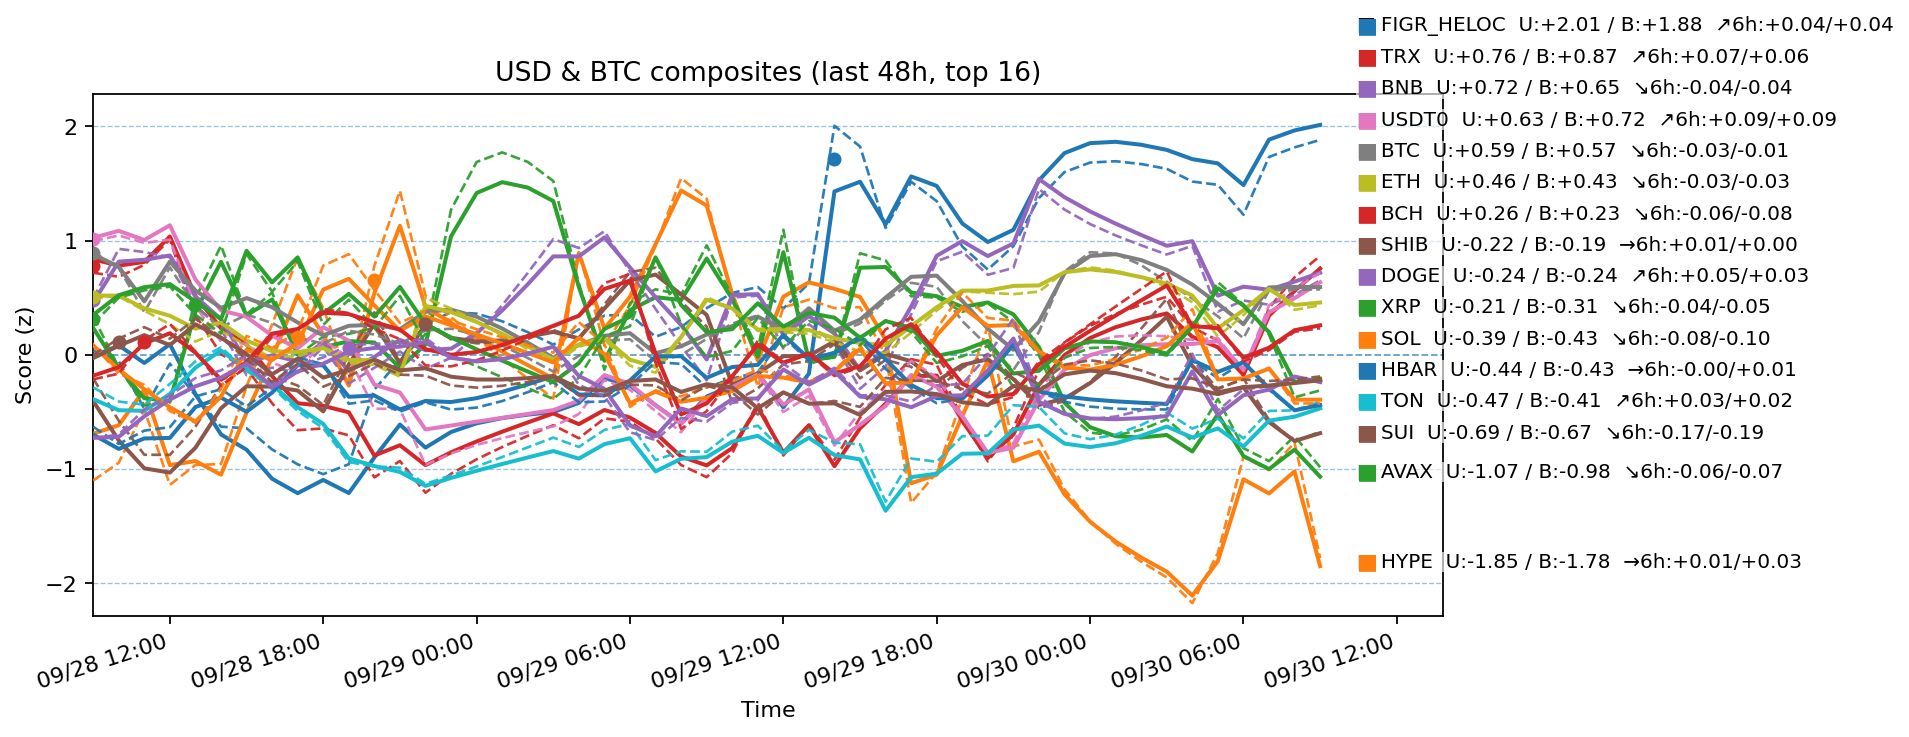 FIGR_HELOC U:+2.01 / B:+1.88 ↗6h:+0.04/+0.04
USD & BTC composites (last 48h, top 16)
TRX U:+0.76 / B:+0.87 ↗6h:+0.07/+0.06
BNB U:+0.72 / B:+0.65 ↘6h:-0.04/-0.04
USDT0 U:+0.63 / B:+0.72 ↗6h:+0.09/+0.09
BTC U:+0.59 / B:+0.57 ↘6h:-0.03/-0.01
ETH U:+0.46 / B:+0.43 ↘6h:-0.03/-0.03
BCH U:+0.26 / B:+0.23 ↘6h:-0.06/-0.08
SHIB U:-0.22 / B:-0.19 →6h:+0.01/+0.00
DOGE U:-0.24 / B:-0.24 ↗6h:+0.05/+0.03
XRP U:-0.21 / B:-0.31 ↘6h:-0.04/-0.05
SOL U:-0.39 / B:-0.43 ↘6h:-0.08/-0.10
HBAR U:-0.44 / B:-0.43 →6h:-0.00/+0.01
TON U:-0.47 / B:-0.41 ↗6h:+0.03/+0.02
SUI U:-0.69 / B:-0.67 ↘6h:-0.17/-0.19
AVAX U:-1.07 / B:-0.98 ↘6h:-0.06/-0.07
HYPE U:-1.85 / B:-1.78 →6h:+0.01/+0.03
Score (z)
2
1
0
−1
−2
09/28 12:00
09/28 18:00
09/29 00:00
09/29 06:00
09/29 12:00
09/29 18:00
09/30 00:00
09/30 06:00
09/30 12:00
Time